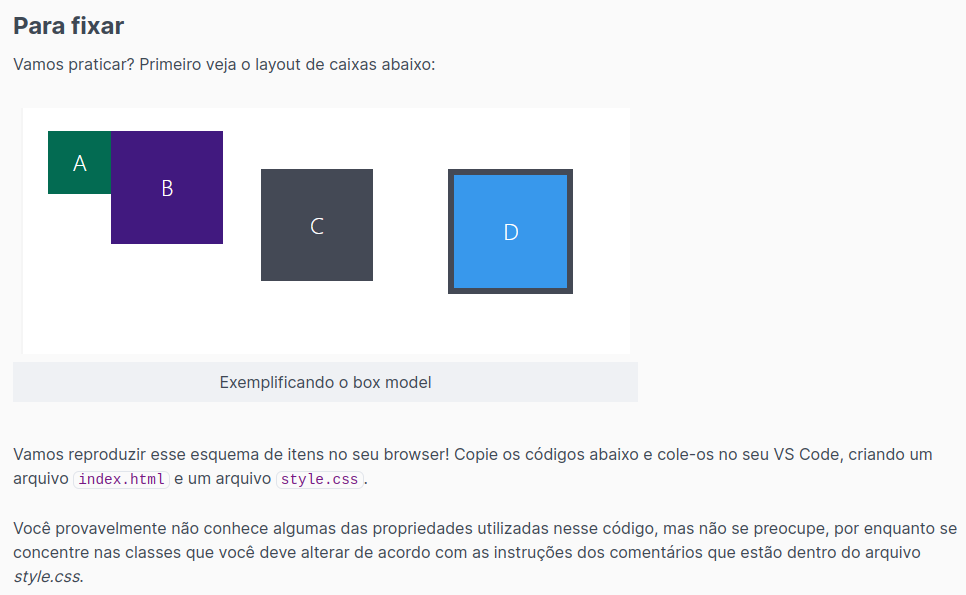 Para fixar
Vamos praticar? Primeiro veja o layout de caixas abaixo:
A
B
C
D
Exemplificando o box model
Vamos reproduzir esse esquema de itens no seu browser! Copie os códigos abaixo e cole-os no seu VS Code, criando um
arquivo index.html e um arquivo style.css.
Você provavelmente não conhece algumas das propriedades utilizadas nesse código, mas não se preocupe, por enquanto se
concentre nas classes que você deve alterar de acordo com as instruções dos comentários que estão dentro do arquivo
style.css.